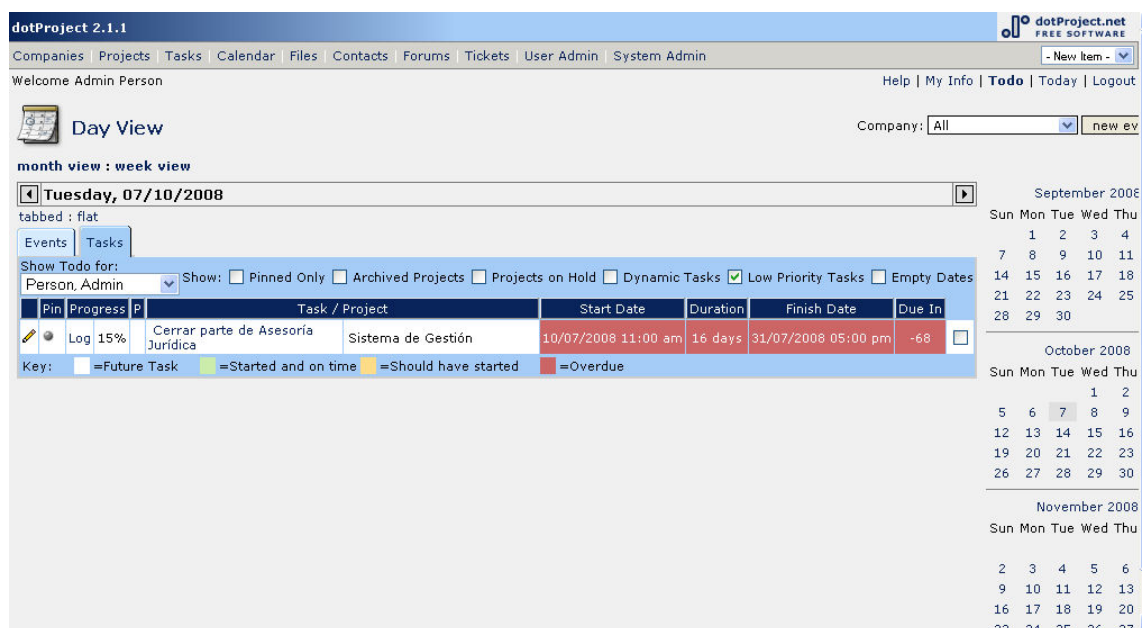 dotProject 2.1.1
dotProject.net
FREE SOFTWARE
Companies | Projects | Tasks | Calendar | Files | Contacts | Forums | Tickets | User Admin | System Admin
- New Item -
Welcome Admin Person
Help | My Info | Todo | Today | Logout
Day View
Company: All
new ev
month view : week view
Tuesday, 07/10/2008
tabbed : flat
Events Tasks
Show Todo for:
Person, Admin
Show: Pinned Only Archived Projects Projects on Hold Dynamic Tasks Low Priority Tasks Empty Dates
Pin Progress P Task / Project Start Date Duration Finish Date Due In
Log 15% Cerrar parte de Asesoría Jurídica Sistema de Gestión 10/07/2008 11:00 am 16 days 31/07/2008 05:00 pm -68
Key: =Future Task =Started and on time =Should have started =Overdue
September 2008
Sun Mon Tue Wed Thu
1 2 3 4
7 8 9 10 11
14 15 16 17 18
21 22 23 24 25
28 29 30
October 2008
Sun Mon Tue Wed Thu
1 2
5 6 7 8 9
12 13 14 15 16
19 20 21 22 23
26 27 28 29 30
November 2008
Sun Mon Tue Wed Thu
2 3 4 5 6
9 10 11 12 13
16 17 18 19 20